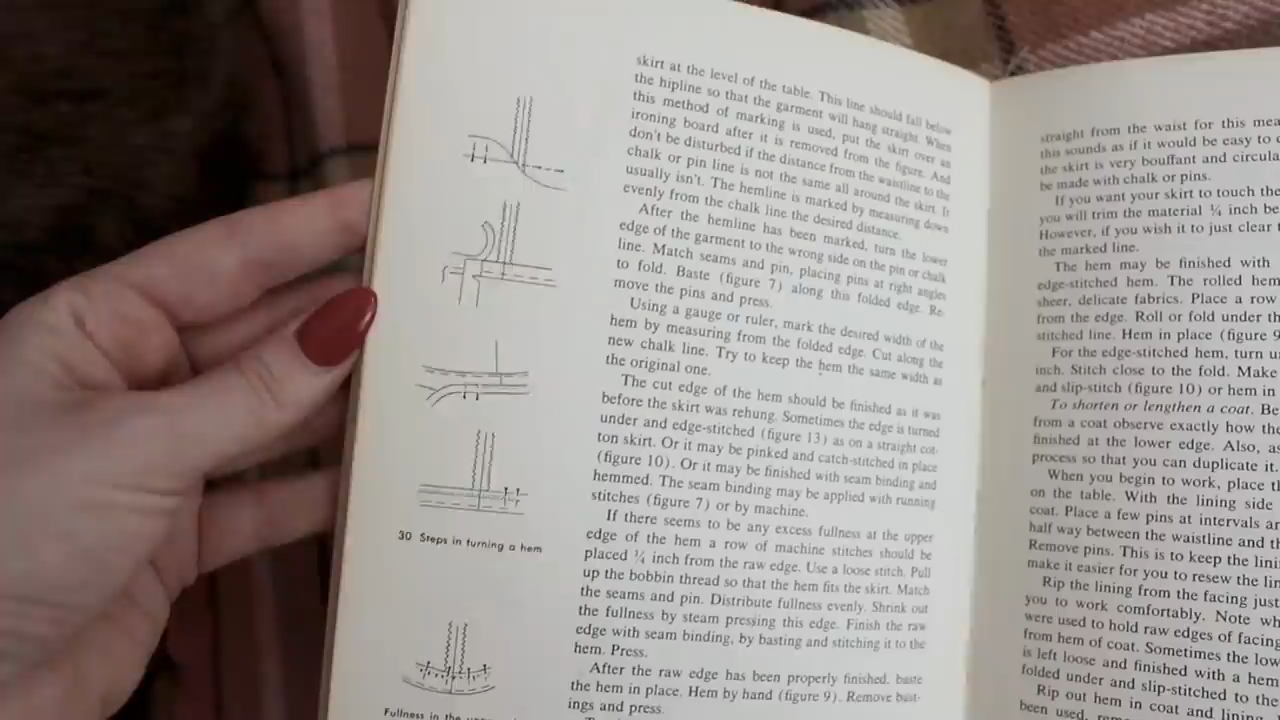 skirt at the level of the table. This line should fall below
the hipline so that the garment will hang straight. When
this method of marking is used, put the skirt over an
ironing board after it is removed from the figure. And
don't be disturbed if the distance from the waistline to the
chalk or pin line is not the same all around the skirt. It
usually isn't. The hemline is marked by measuring down
evenly from the chalk line the desired distance.
After the hemline has been marked, turn the lower
edge of the garment to the wrong side on the pin or chalk
line. Match seams and pin, placing pins at right angles
to fold. Baste (figure 7) along this folded edge. Re-
move the pins and press.
Using a gauge or ruler, mark the desired width of the
hem by measuring from the folded edge. Cut along the
new chalk line. Try to keep the hem the same width as
the original one.
The cut edge of the hem should be finished as it was
before the skirt was rehung. Sometimes the edge is turned
under and edge-stitched (figure 13) as on a straight cot-
ton skirt. Or it may be pinked and catch-stitched in place
(figure 10). Or it may be finished with seam binding and
hemmed. The seam binding may be applied with running
stitches (figure 7) or by machine.
If there seems to be any excess fullness at the upper
edge of the hem a row of machine stitches should be
placed ¼ inch from the raw edge. Use a loose stitch. Pull
up the bobbin thread so that the hem fits the skirt. Match
the seams and pin. Distribute fullness evenly. Shrink out
the fullness by steam pressing this edge. Finish the raw
edge with seam binding, by basting and stitching it to the
hem. Press.
After the raw edge has been properly finished, baste
the hem in place. Hem by hand (figure 9). Remove bast-
ings and press.
30 Steps in turning a hem
Fullness in the
straight from the waist for this
this sounds as if it would be easy to
the skirt is very bouffant and
be made with chalk or pins.
If you want your skirt to touch the
you will trim the material ¼ inch
However, if you wish it to just clear
the marked line.
The hem may be finished with
edge-stitched hem. The rolled hem
sheer, delicate fabrics. Place a row
from the edge. Roll or fold under
stitched line. Hem in place (figure 9
For the edge-stitched hem, turn
inch. Stitch close to the fold. Make
and slip-stitch (figure 10) or hem in
To shorten or lengthen a coat. Be
from a coat observe exactly how the
finished at the lower edge. Also, as
process so that you can duplicate it.
When you begin to work, place
on the table. With the lining side
coat. Place a few pins at intervals
half way between the waistline and
Remove pins. This is to keep the
make it easier for you to resew the
Rip the lining from the facing just
you to work comfortably. Note
were used to hold raw edges of facing
from hem of coat. Sometimes the
is left loose and finished with a hem
folded under and slip-stitched to the
Rip out hem in coat and lining
been used,